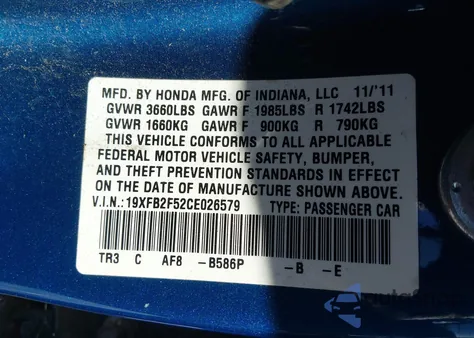 MFD. BY HONDA MFG. OF INDIANA, LLC 11/'11
GVWR 3660LBS GAWR F 1985LBS R 1742LBS
GVWR 1660KG GAWR F 900KG R 790KG
THIS VEHICLE CONFORMS TO ALL APPLICABLE
FEDERAL MOTOR VEHICLE SAFETY, BUMPER,
AND THEFT PREVENTION STANDARDS IN EFFECT
ON THE DATE OF MANUFACTURE SHOWN ABOVE.
V.I.N.:19XFB2F52CE026579 TYPE: PASSENGER CAR
TR3 C AF8 -B586P -B -E